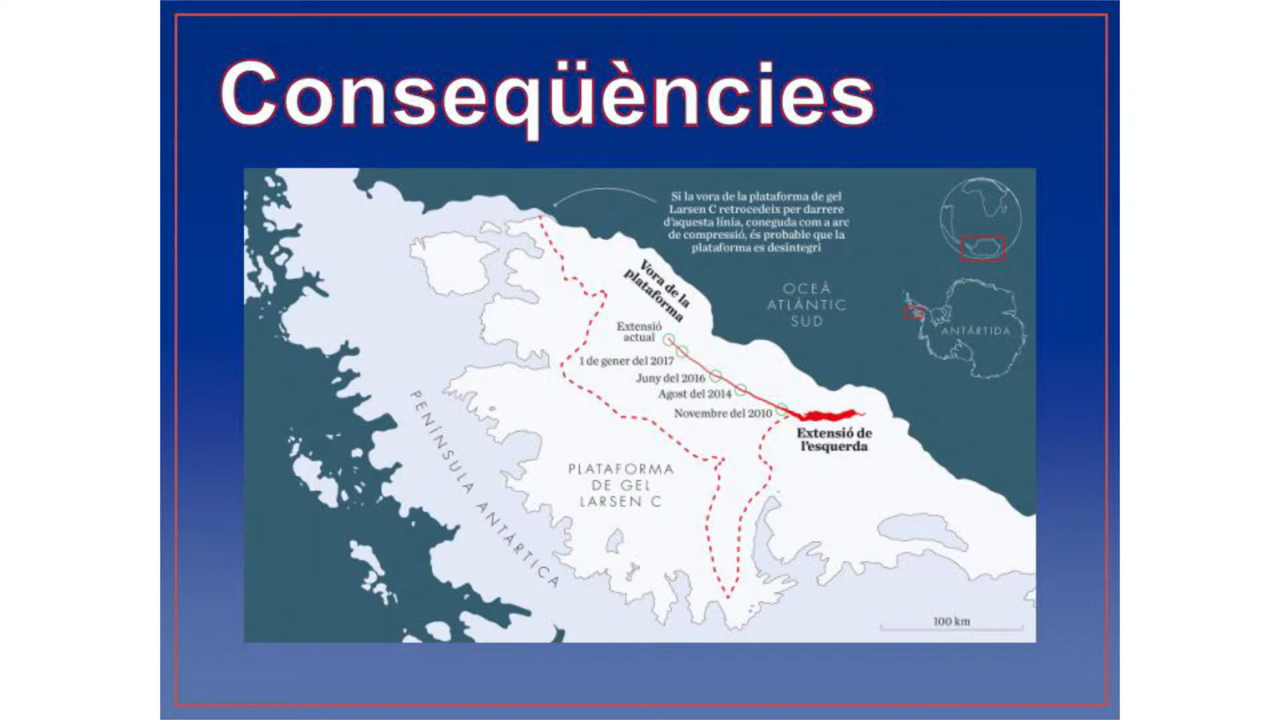 Conseqüències
Si la vora de la plataforma de gel
Larsen C retrocedeix per darrere
d'aquesta línia, coneguda com a arc
de compressió, és probable que la
plataforma es desintegri
Vora de la
plataforma
OCEÀ
ATLÀNTIC
SUD
ANTÀRTIDA
Extensió
actual
1 de gener del 2017
Juny del 2016
Agost del 2014
Novembre del 2010
Extensió de
l'esquerda
PENÍNSULA ANTÀRTICA
PLATAFORMA
DE GEL
LARSEN C
100 km